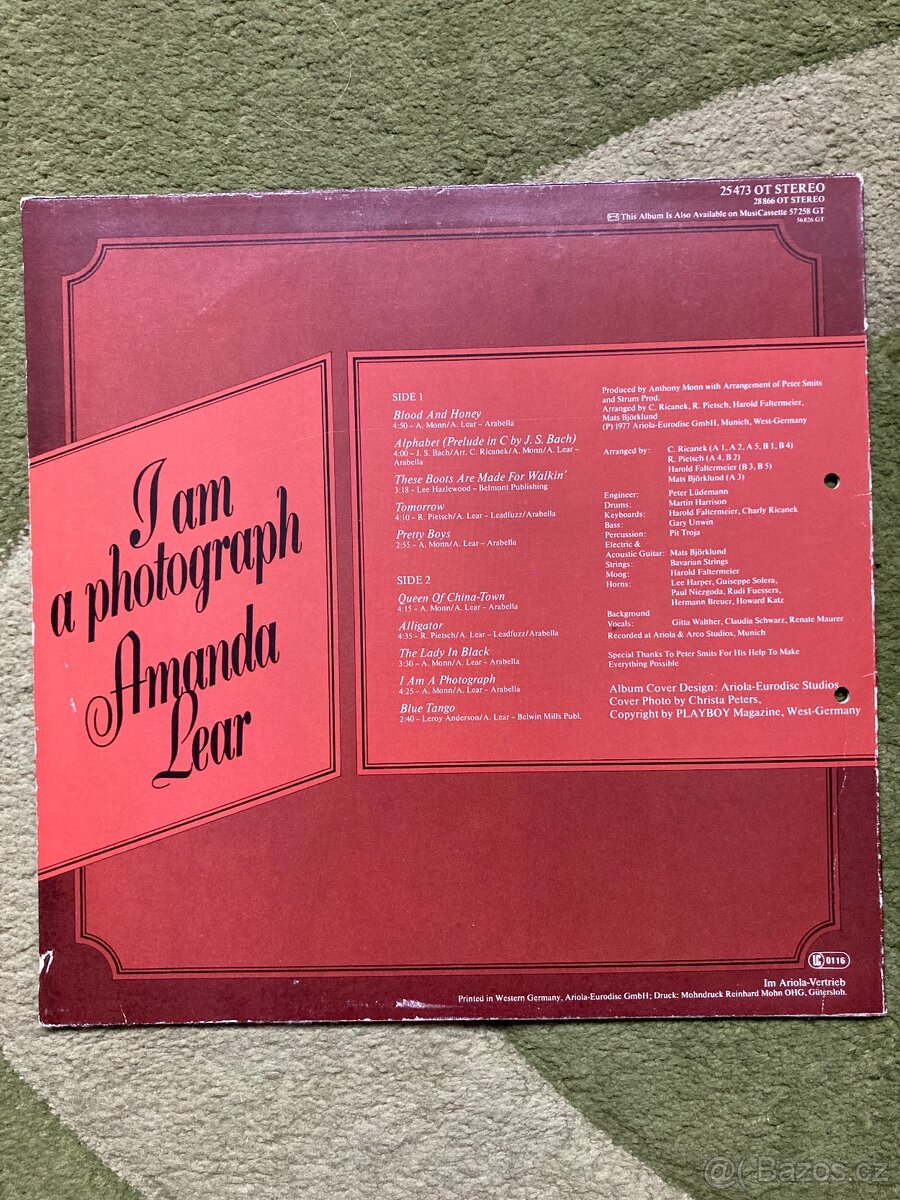 25 473 OT STEREO
28 866 OT STEREO
This Album Is Also Available on MusiCassette 57 258 GT
56 826 GT
I am
a photograph
Amanda
Lear
SIDE 1
Blood And Honey
4:50 – A. Monn/A. Lear – Arabella
Alphabet (Prelude in C by J. S. Bach)
4:00 – J. S. Bach/Arr. C. Ricanek/A. Monn/A. Lear –
Arabella
These Boots Are Made For Walkin'
3:18 – Lee Hazlewood – Belmont Publishing
Tomorrow
4:10 – R. Pietsch/A. Lear – Leadfuzz/Arabella
Pretty Boys
2:55 – A. Monn/A. Lear – Arabella
SIDE 2
Queen Of China-Town
4:15 – A. Monn/A. Lear – Arabella
Alligator
4:35 – R. Pietsch/A. Lear – Leadfuzz/Arabella
The Lady In Black
3:30 – A. Monn/A. Lear – Arabella
I Am A Photograph
4:25 – A. Monn/A. Lear – Arabella
Blue Tango
2:40 – Leroy Anderson/A. Lear – Belwin Mills Publ.
Produced by Anthony Monn with Arrangement of Peter Smits
and Strum Prod.
Arranged by C. Ricanek, R. Pietsch, Harold Faltermeier,
Mats Björklund
(P) 1977 Ariola-Eurodisc GmbH, Munich, West-Germany
Arranged by: C. Ricanek (A 1, A 2, A 5, B 1, B 4)
R. Pietsch (A 4, B 2)
Harold Faltermeier (B 3, B 5)
Mats Björklund (A 3)
Engineer: Peter Lüdemann
Drums: Martin Harrison
Keyboards: Harold Faltermeier, Charly Ricanek
Bass: Gary Unwin
Percussion: Pit Troja
Electric &
Acoustic Guitar: Mats Björklund
Strings: Bavarian Strings
Moog: Harold Faltermeier
Horns: Lee Harper, Guiseppe Solera,
Paul Niezgoda, Rudi Fuessers,
Hermann Breuer, Howard Katz
Background
Vocals: Gitta Walther, Claudia Schwarz, Renate Maurer
Recorded at Ariola & Arco Studios, Munich
Special Thanks To Peter Smits For His Help To Make
Everything Possible
Album Cover Design: Ariola-Eurodisc Studios
Cover Photo by Christa Peters,
Copyright by PLAYBOY Magazine, West-Germany
LC 0116
Im Ariola-Vertrieb
Printed in Western Germany, Ariola-Eurodisc GmbH; Druck: Mohndruck Reinhard Mohn OHG, Gütersloh.
@( Bazos.cz